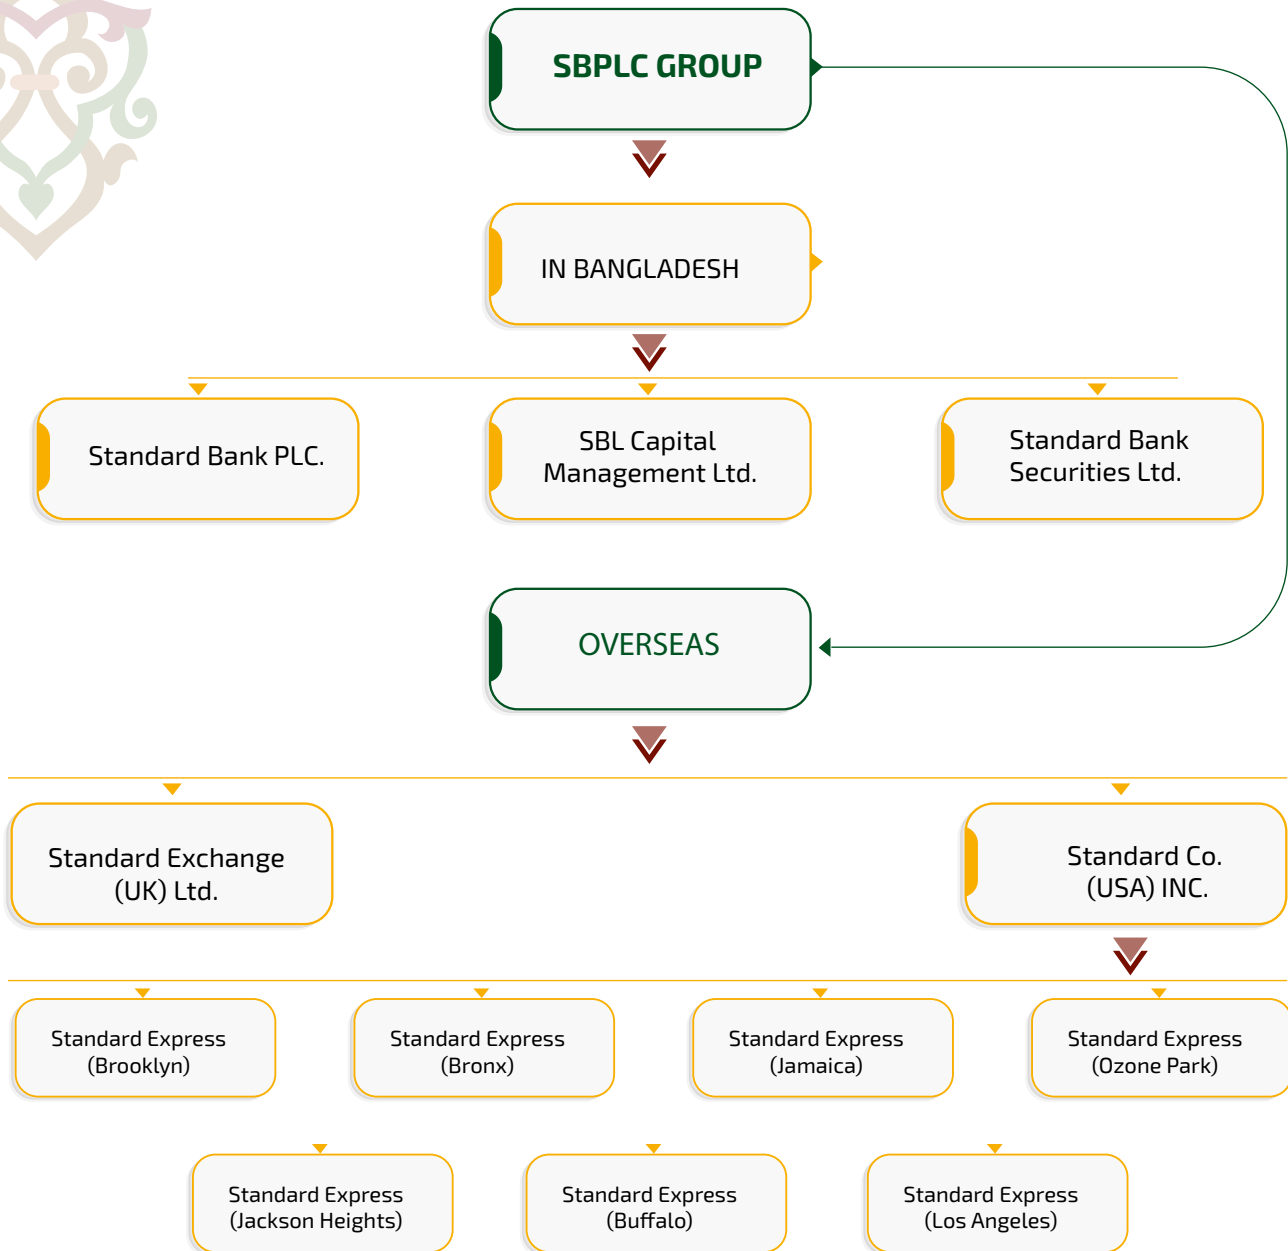 SBPLC GROUP
IN BANGLADESH
Standard Bank PLC.
SBL Capital
Management Ltd.
Standard Bank
Securities Ltd.
OVERSEAS
Standard Exchange
(UK) Ltd.
Standard Co.
(USA) INC.
Standard Express
(Brooklyn)
Standard Express
(Bronx)
Standard Express
(Jamaica)
Standard Express
(Ozone Park)
Standard Express
(Jackson Heights)
Standard Express
(Buffalo)
Standard Express
(Los Angeles)